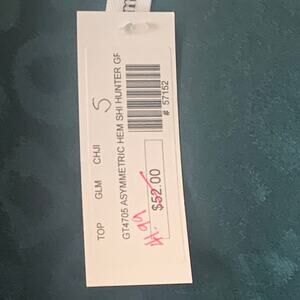 TOP GLM CHJI S
GT4705 ASYMMETRIC HEM SHI HUNTER GF
# 57152
$52.00